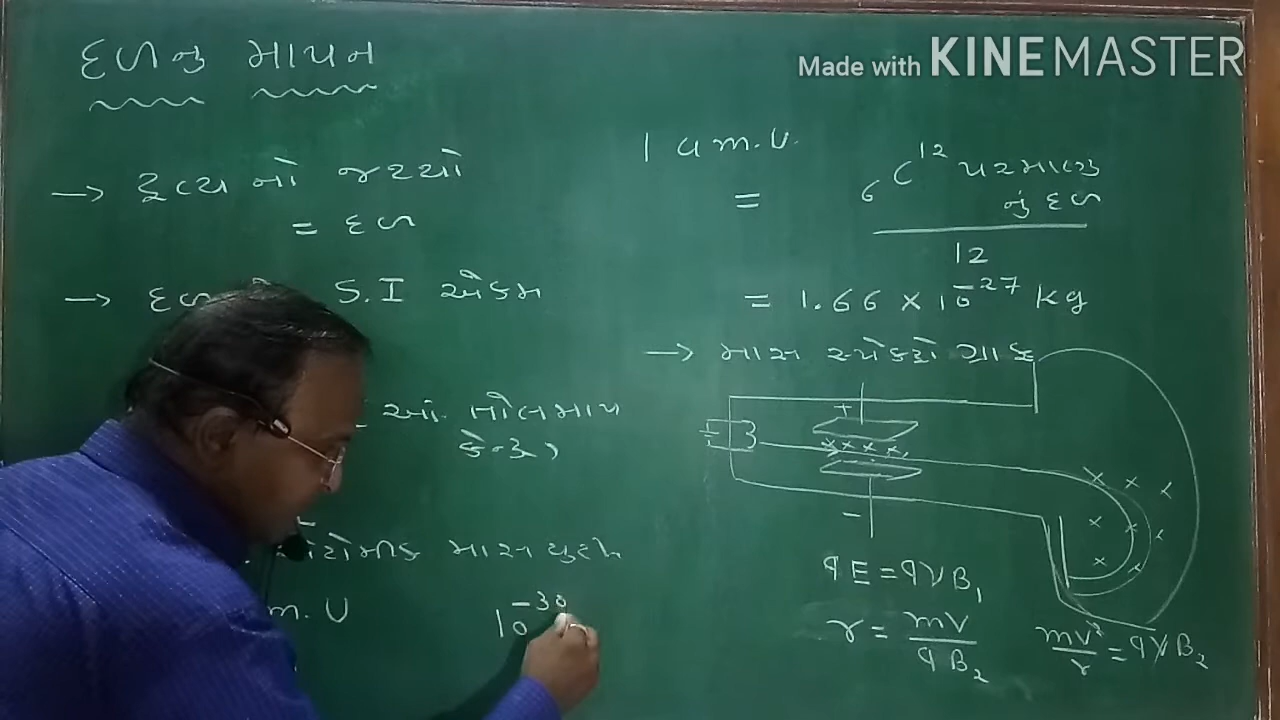 દળનું માપન
Made with KINEMASTER
→ દ્રવ્ય નો જથ્થો
= દળ
→ દળ S.I એકમ
આં. તોલમાપ
કેન્દ્ર
માસ યુનિટ
m. U
10⁻³⁰
1 a m.U.
= ₆C¹² પરમાણુ
નું દળ
12
= 1.66 × 10⁻²⁷ kg
→ માસ સ્પેક્ટ્રોગ્રાફ
+
× × × ×
× × ×
× × ×
× ×
−
qE = qVB₁
r = mV / qB₂
mv² / r = qVB₂